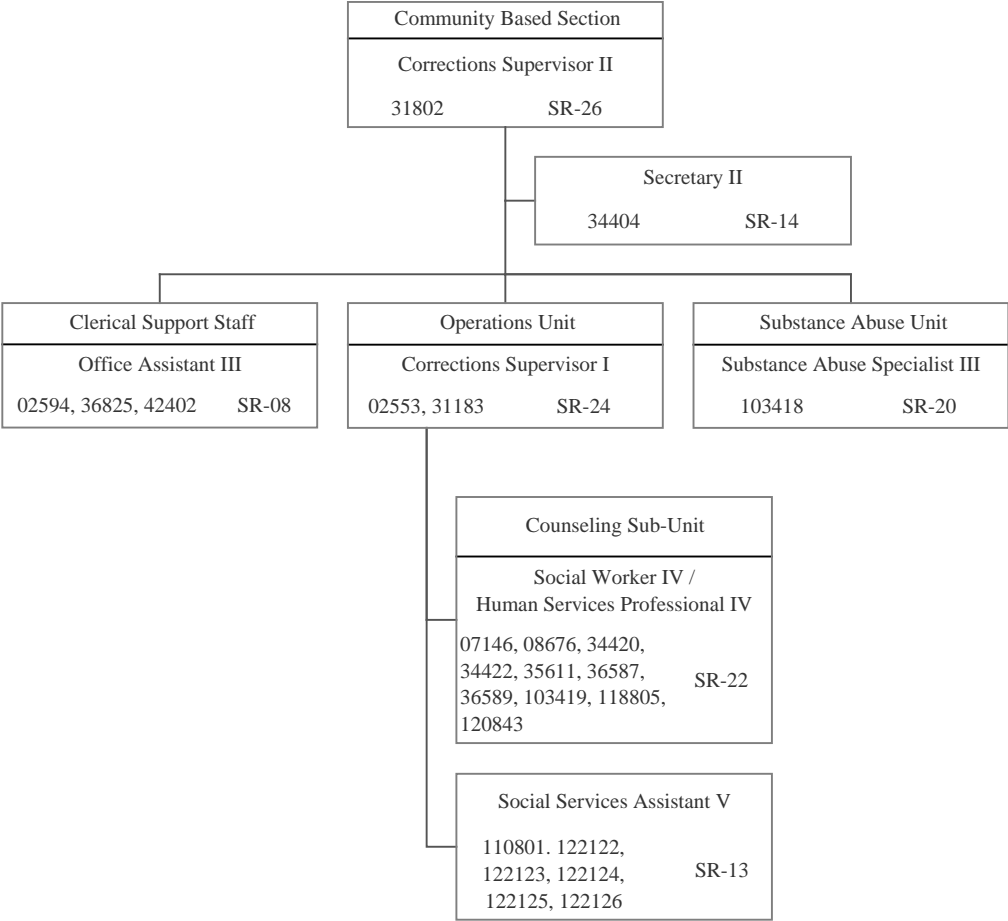 Community Based Section
Corrections Supervisor II
31802 SR-26
Secretary II
34404 SR-14
Clerical Support Staff
Office Assistant III
02594, 36825, 42402 SR-08
Operations Unit
Corrections Supervisor I
02553, 31183 SR-24
Substance Abuse Unit
Substance Abuse Specialist III
103418 SR-20
Counseling Sub-Unit
Social Worker IV /
Human Services Professional IV
07146, 08676, 34420,
34422, 35611, 36587,
36589, 103419, 118805,
120843
SR-22
Social Services Assistant V
110801. 122122,
122123, 122124,
122125, 122126
SR-13